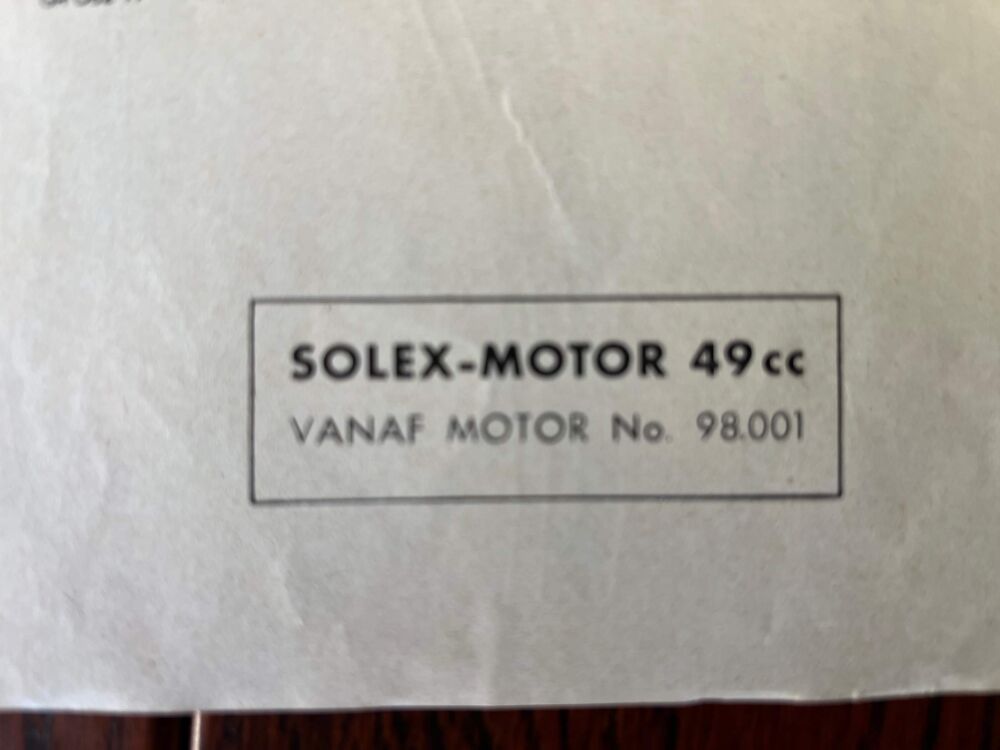 SOLEX-MOTOR 49cc
VANAF MOTOR No. 98.001